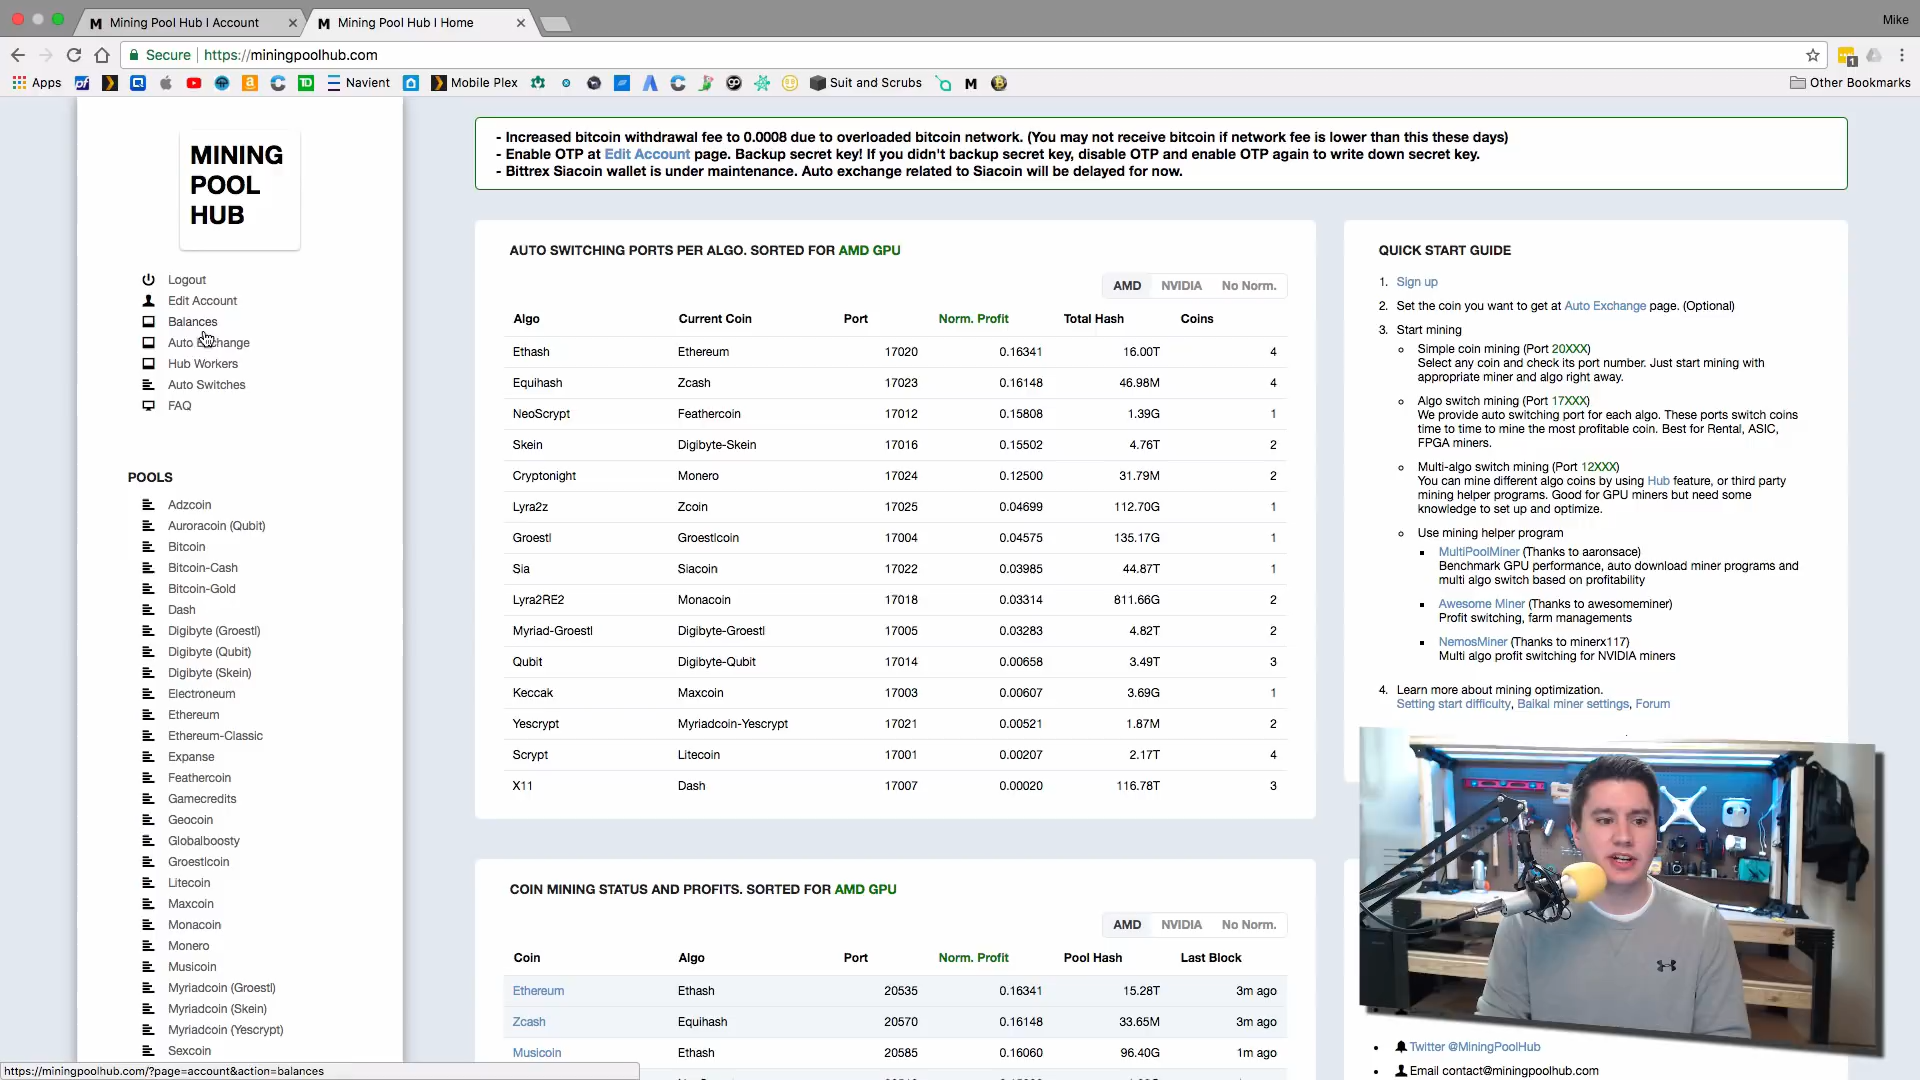 Mining Pool Hub I Account
Mining Pool Hub I Home
Mike
Secure https://miningpoolhub.com
Apps
Navient
Mobile Plex
Suit and Scrubs
Other Bookmarks
MINING
POOL
HUB
Logout
Edit Account
Balances
Auto Exchange
Hub Workers
Auto Switches
FAQ
POOLS
Adzcoin
Auroracoin (Qubit)
Bitcoin
Bitcoin-Cash
Bitcoin-Gold
Dash
Digibyte (Groestl)
Digibyte (Qubit)
Digibyte (Skein)
Electroneum
Ethereum
Ethereum-Classic
Expanse
Feathercoin
Gamecredits
Geocoin
Globalboosty
Groestlcoin
Litecoin
Maxcoin
Monacoin
Monero
Musicoin
Myriadcoin (Groestl)
Myriadcoin (Skein)
Myriadcoin (Yescrypt)
Sexcoin
https://miningpoolhub.com/?page=account&action=balances
- Increased bitcoin withdrawal fee to 0.0008 due to overloaded bitcoin network. (You may not receive bitcoin if network fee is lower than this these days)
- Enable OTP at Edit Account page. Backup secret key! If you didn't backup secret key, disable OTP and enable OTP again to write down secret key.
- Bittrex Siacoin wallet is under maintenance. Auto exchange related to Siacoin will be delayed for now.
AUTO SWITCHING PORTS PER ALGO. SORTED FOR AMD GPU
AMD NVIDIA No Norm.
Algo Current Coin Port Norm. Profit Total Hash Coins
Ethash Ethereum 17020 0.16341 16.00T 4
Equihash Zcash 17023 0.16148 46.98M 4
NeoScrypt Feathercoin 17012 0.15808 1.39G 1
Skein Digibyte-Skein 17016 0.15502 4.76T 2
Cryptonight Monero 17024 0.12500 31.79M 2
Lyra2z Zcoin 17025 0.04699 112.70G 1
Groestl Groestlcoin 17004 0.04575 135.17G 1
Sia Siacoin 17022 0.03985 44.87T 1
Lyra2RE2 Monacoin 17018 0.03314 811.66G 2
Myriad-Groestl Digibyte-Groestl 17005 0.03283 4.82T 2
Qubit Digibyte-Qubit 17014 0.00658 3.49T 3
Keccak Maxcoin 17003 0.00607 3.69G 1
Yescrypt Myriadcoin-Yescrypt 17021 0.00521 1.87M 2
Scrypt Litecoin 17001 0.00207 2.17T 4
X11 Dash 17007 0.00020 116.78T 3
COIN MINING STATUS AND PROFITS. SORTED FOR AMD GPU
AMD NVIDIA No Norm.
Coin Algo Port Norm. Profit Pool Hash Last Block
Ethereum Ethash 20535 0.16341 15.28T 3m ago
Zcash Equihash 20570 0.16148 33.65M 3m ago
Musicoin Ethash 20585 0.16060 96.40G 1m ago
QUICK START GUIDE
1. Sign up
2. Set the coin you want to get at Auto Exchange page. (Optional)
3. Start mining
Simple coin mining (Port 20XXX)
Select any coin and check its port number. Just start mining with
appropriate miner and algo right away.
Algo switch mining (Port 17XXX)
We provide auto switching port for each algo. These ports switch coins
time to time to mine the most profitable coin. Best for Rental, ASIC,
FPGA miners.
Multi-algo switch mining (Port 12XXX)
You can mine different algo coins by using Hub feature, or third party
mining helper programs. Good for GPU miners but need some
knowledge to set up and optimize.
Use mining helper program
MultiPoolMiner (Thanks to aaronsace)
Benchmark GPU performance, auto download miner programs and
multi algo switch based on profitability
Awesome Miner (Thanks to awesomeminer)
Profit switching, farm managements
NemosMiner (Thanks to minerx117)
Multi algo profit switching for NVIDIA miners
4. Learn more about mining optimization.
Setting start difficulty, Baikal miner settings, Forum
Twitter @MiningPoolHub
Email contact@miningpoolhub.com